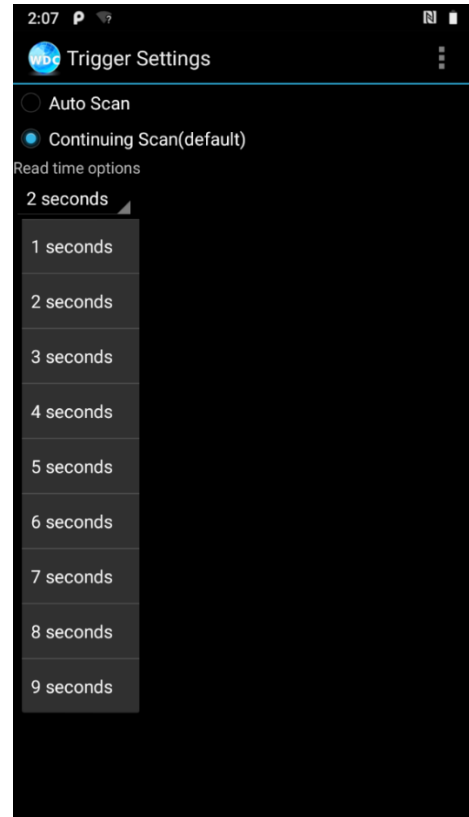 2:07
WDC Trigger Settings
Auto Scan
Continuing Scan(default)
Read time options
2 seconds
1 seconds
2 seconds
3 seconds
4 seconds
5 seconds
6 seconds
7 seconds
8 seconds
9 seconds